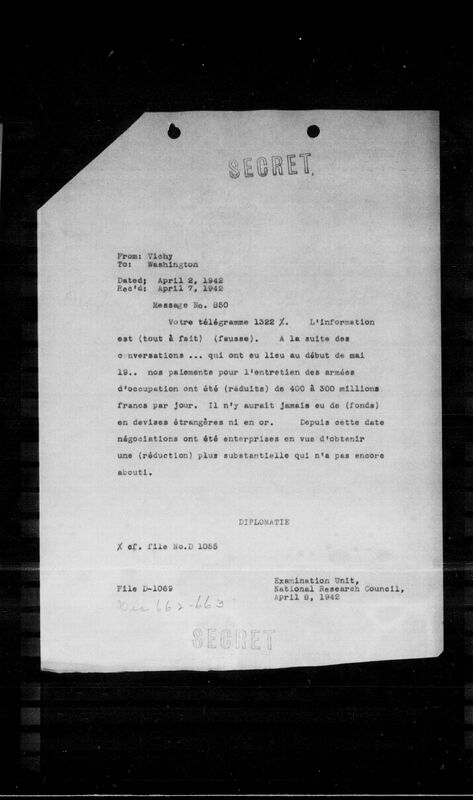 SECRET.
From: Vichy
To: Washington
Dated: April 2, 1942
Rec'd: April 7, 1942
Message No. 850
Votre télégramme 1322 X. L'information
est (tout à fait) (fausse). A la suite des
conversations ... qui ont eu lieu au début de mai
19.. nos paiements pour l'entretien des armées
d'occupation ont été (réduits) de 400 à 300 millions
francs par jour. Il n'y aurait jamais eu de (fonds)
en devises étrangères ni en or. Depuis cette date
négociations ont été enterprises en vue d'obtenir
une (réduction) plus substantielle qui n'a pas encore
abouti.
DIPLOMATIE
X cf. file No.D 1055
File D-1069
Examination Unit,
National Research Council,
April 8, 1942
662-663
SECRET